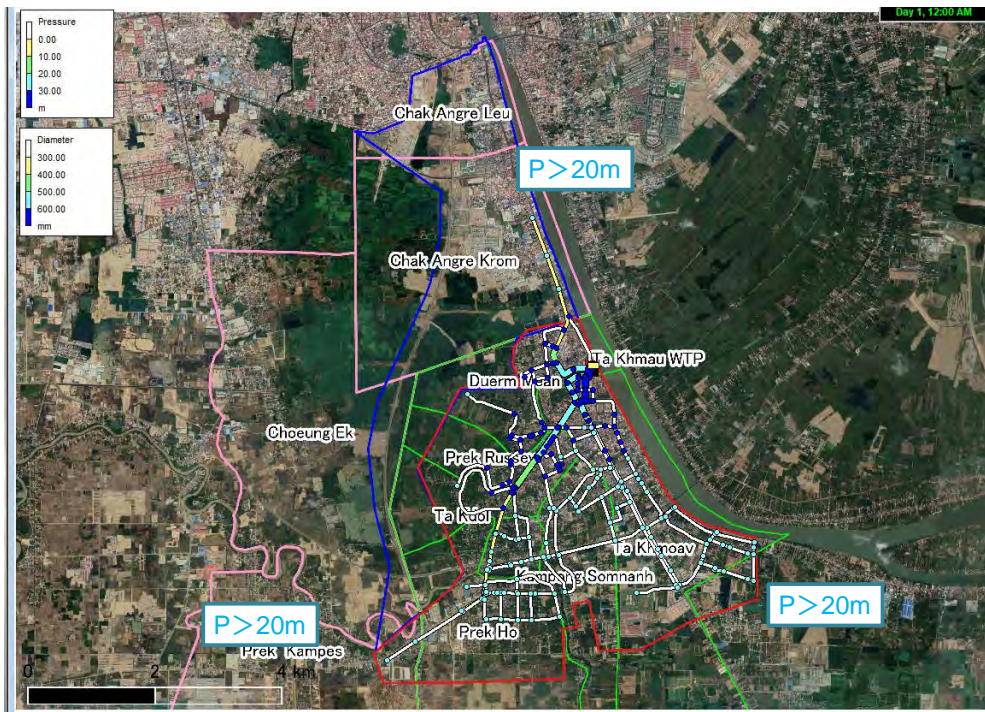 Day 1, 12:00 AM
Pressure
0.00
10.00
20.00
30.00
m
Diameter
300.00
400.00
500.00
600.00
mm
Chak Angre Leu
P＞20m
Chak Angre Krom
Ta Khmau WTP
Duerm Mean
Choeung Ek
Prek Russey
Ta Kdol
Ta Khmoav
Kampong Somnanh
P＞20m
P＞20m
Prek Ho
Prek Kampes
0 2 4 km